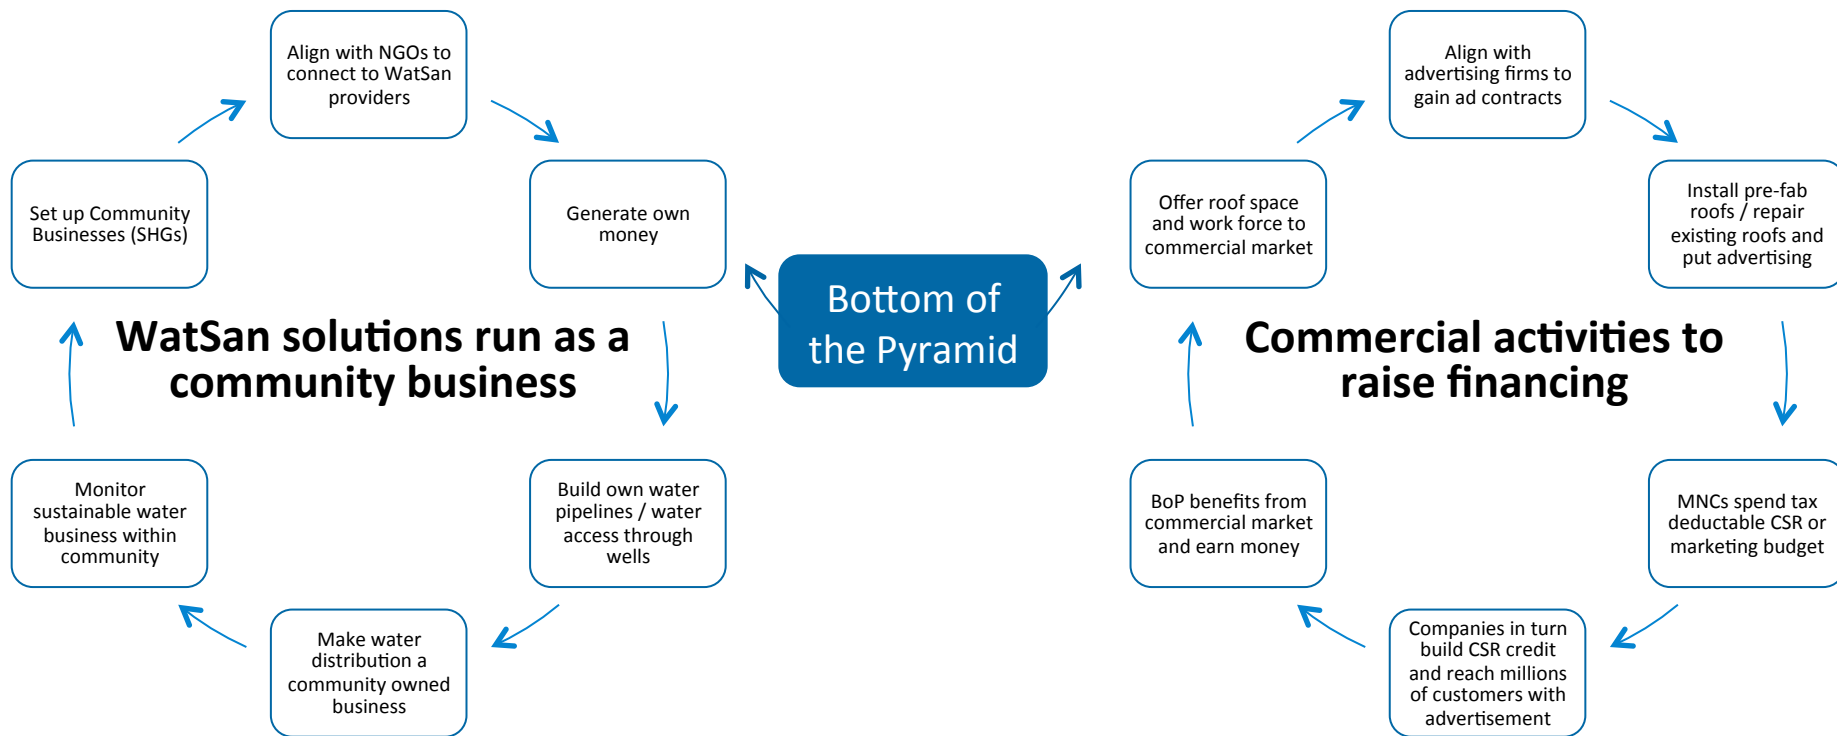 Align with NGOs to
connect to WatSan
providers
Generate own
money
Build own water
pipelines / water
access through
wells
Make water
distribution a
community owned
business
Monitor
sustainable water
business within
community
Set up Community
Businesses (SHGs)
WatSan solutions run as a
community business
Bottom of
the Pyramid
Align with
advertising firms to
gain ad contracts
Install pre-fab
roofs / repair
existing roofs and
put advertising
MNCs spend tax
deductable CSR or
marketing budget
Companies in turn
build CSR credit
and reach millions
of customers with
advertisement
BoP benefits from
commercial market
and earn money
Offer roof space
and work force to
commercial market
Commercial activities to
raise financing